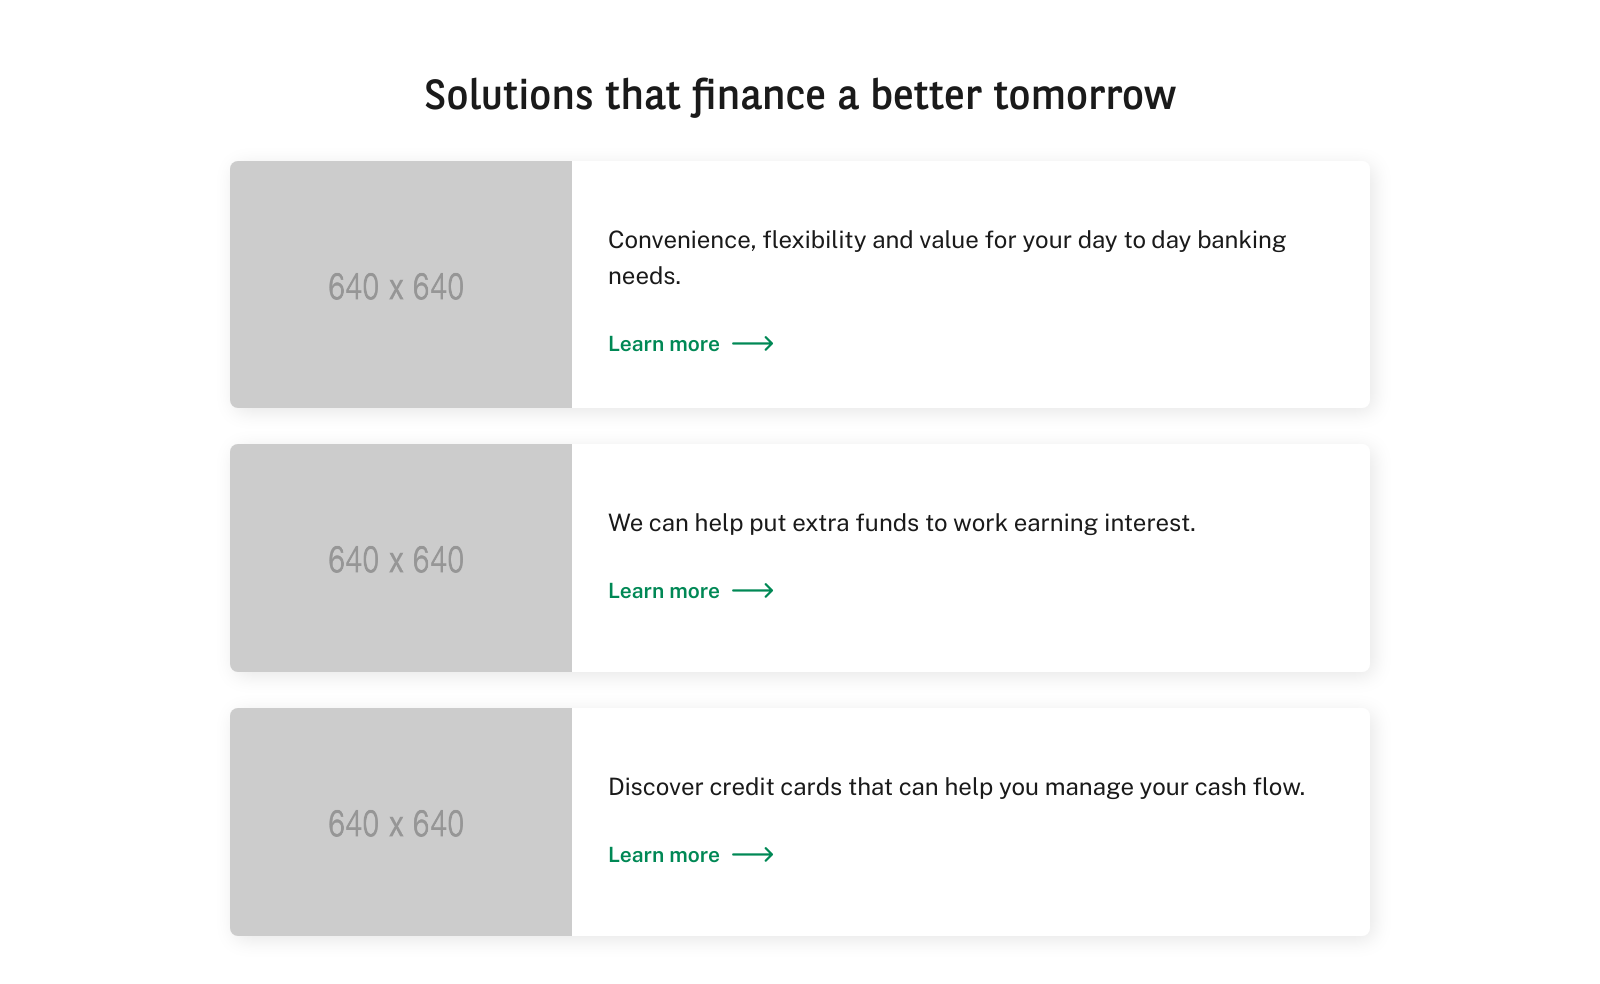 Solutions that finance a better tomorrow
640 x 640
Convenience, flexibility and value for your day to day banking
needs.
Learn more
640 x 640
We can help put extra funds to work earning interest.
Learn more
640 x 640
Discover credit cards that can help you manage your cash flow.
Learn more